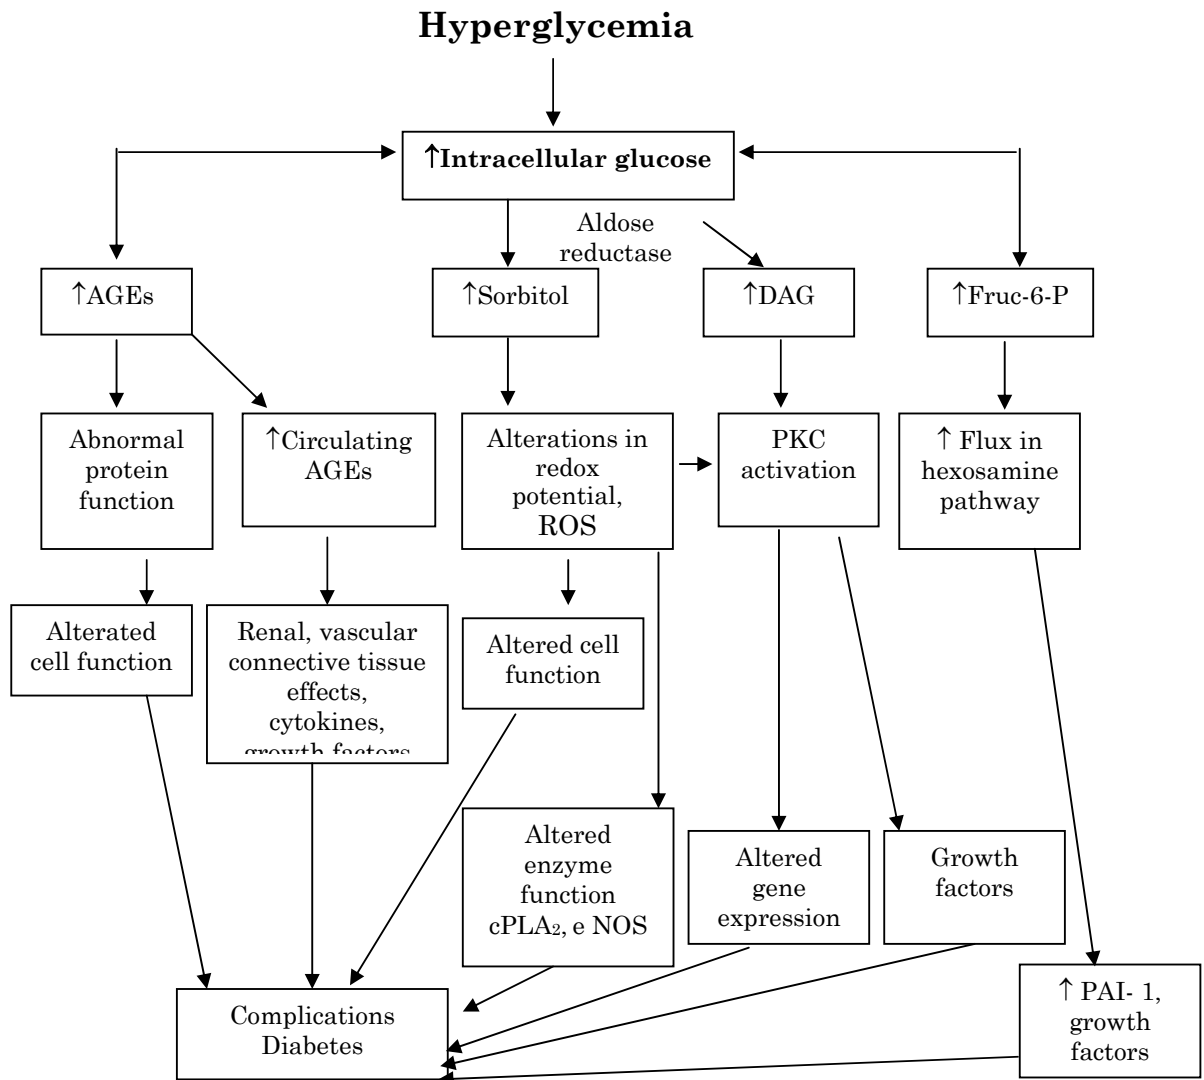 Hyperglycemia
↑Intracellular glucose
Aldose
reductase
↑AGEs
↑Sorbitol
↑DAG
↑Fruc-6-P
Abnormal
protein
function
↑Circulating
AGEs
Alterations in
redox
potential,
ROS
PKC
activation
↑ Flux in
hexosamine
pathway
Alterated
cell function
Renal, vascular
connective tissue
effects,
cytokines,
growth factors
Altered cell
function
Altered
enzyme
function
cPLA₂, e NOS
Altered
gene
expression
Growth
factors
↑ PAI- 1,
growth
factors
Complications
Diabetes